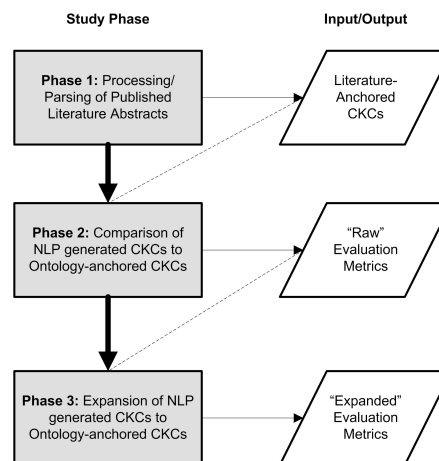 Study Phase
Input/Output
Phase 1: Processing/
Parsing of Published
Literature Abstracts
Literature-
Anchored
CKCs
Phase 2: Comparison of
NLP generated CKCs to
Ontology-anchored CKCs
“Raw”
Evaluation
Metrics
Phase 3: Expansion of NLP
generated CKCs to
Ontology-anchored CKCs
“Expanded”
Evaluation
Metrics